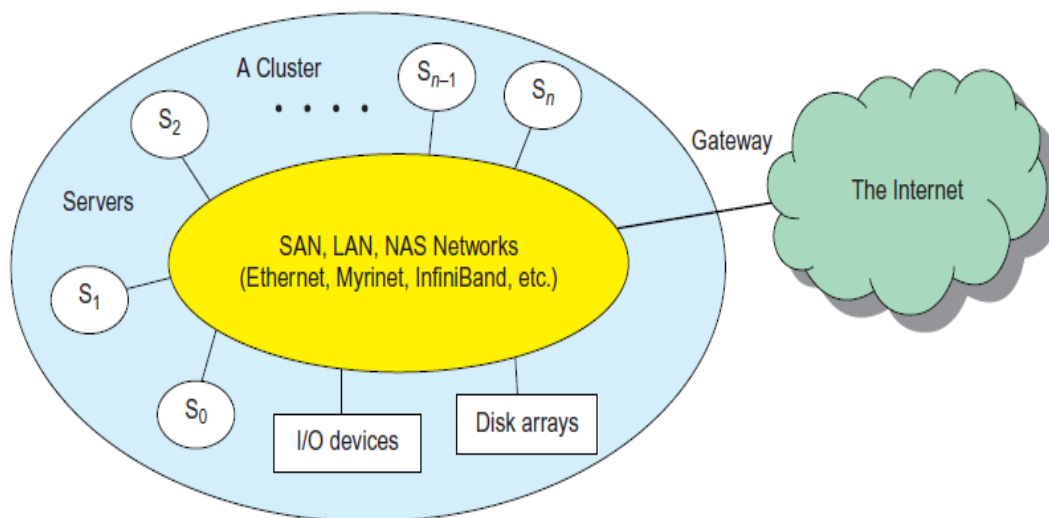 A Cluster
. . . .
Sₙ₋₁
Sₙ
S₂
Gateway
The Internet
Servers
SAN, LAN, NAS Networks
(Ethernet, Myrinet, InfiniBand, etc.)
S₁
S₀
I/O devices
Disk arrays